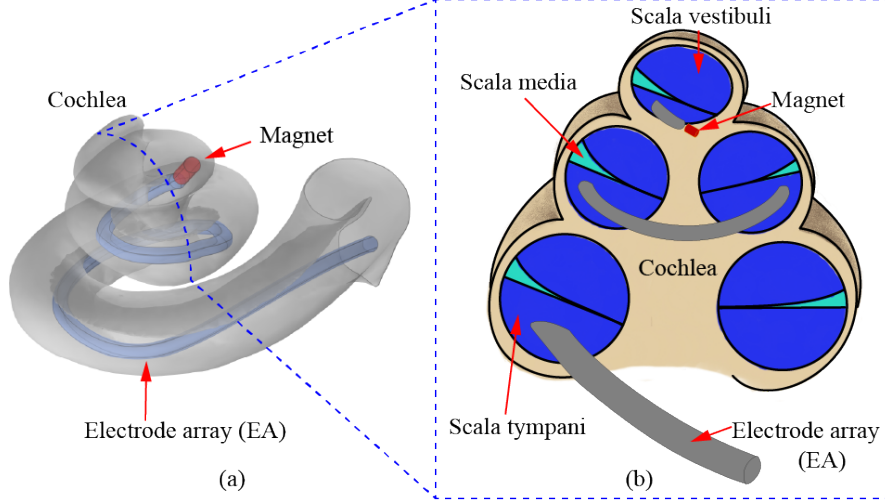 Cochlea
Magnet
Electrode array (EA)
(a)
Scala vestibuli
Scala media
Magnet
Cochlea
Scala tympani
Electrode array
(EA)
(b)